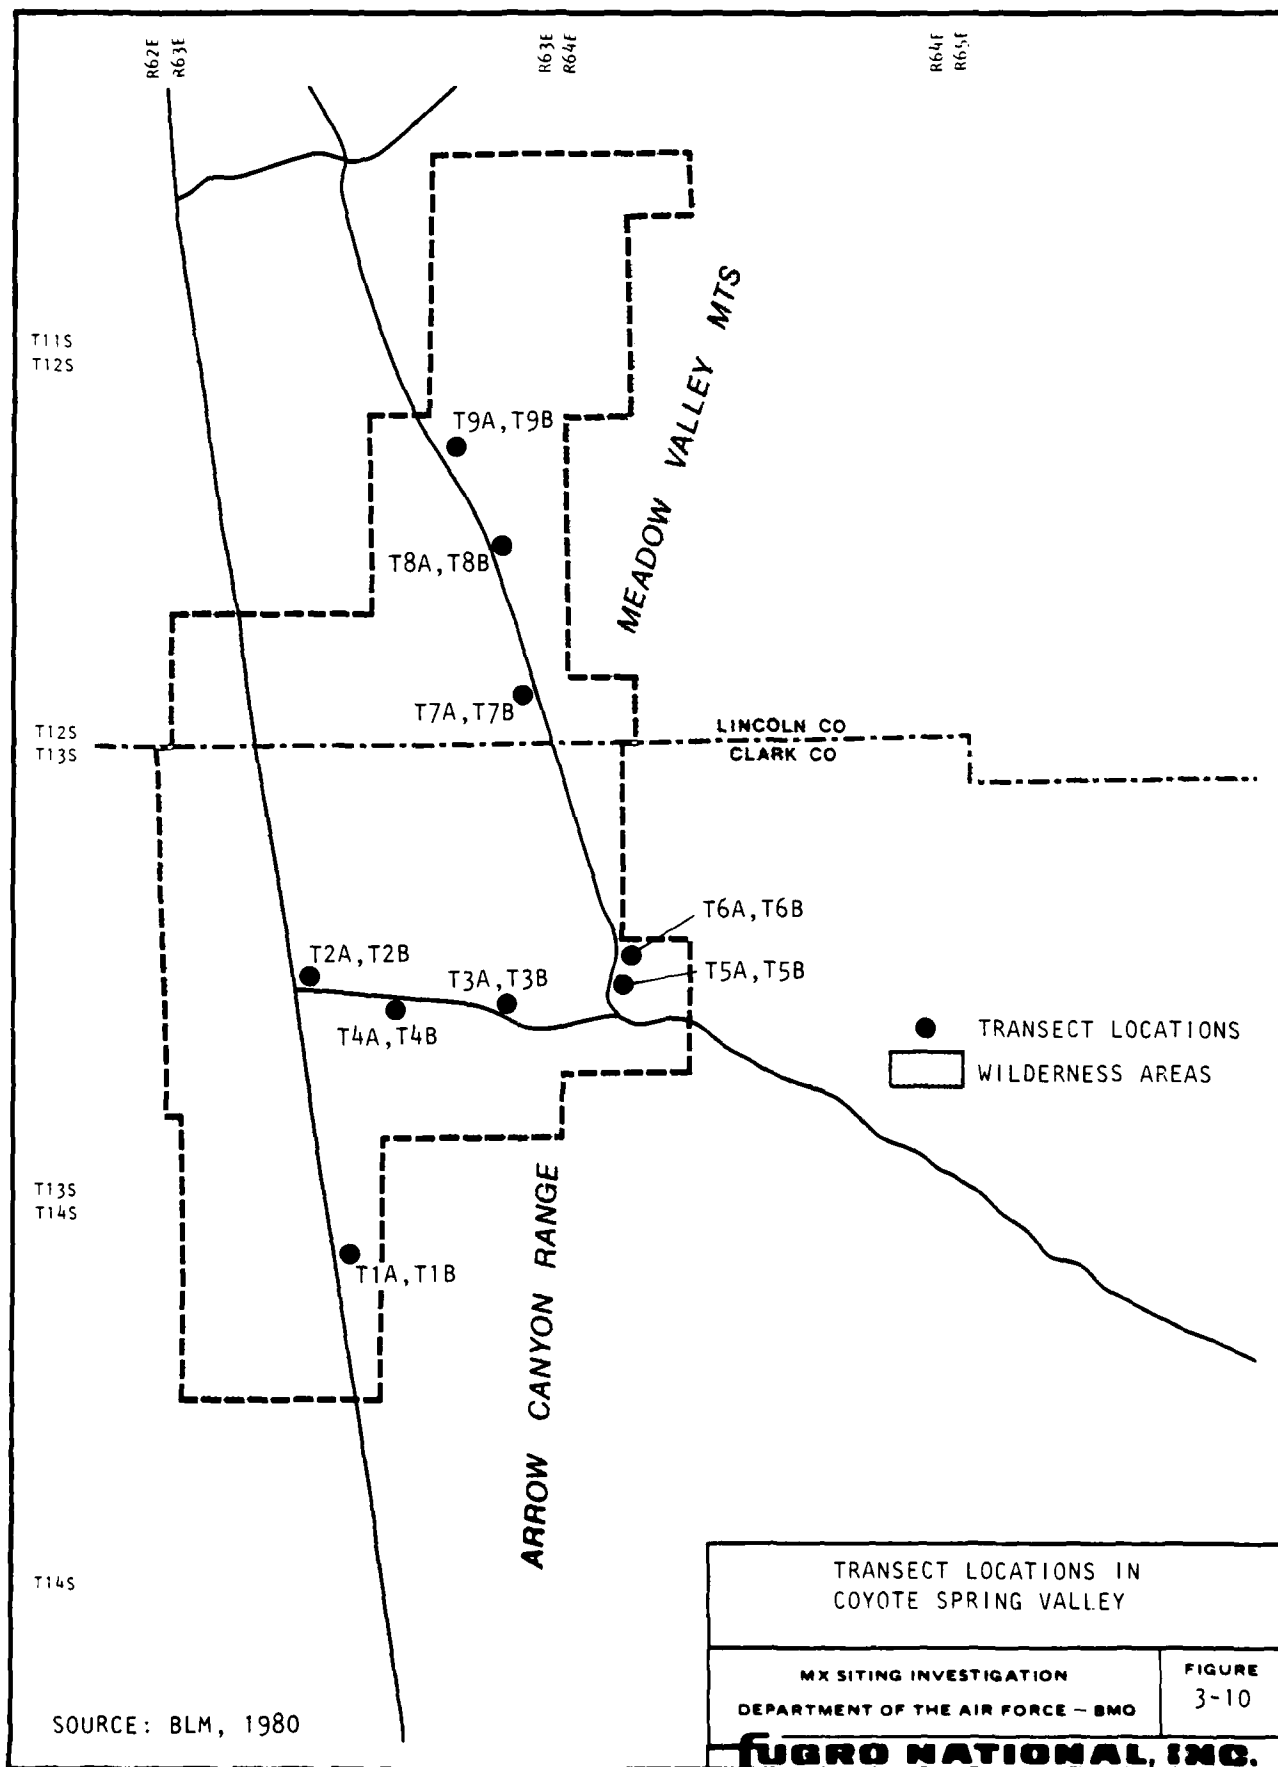 R62E
R63E
R63E
R64E
R64E
R65E
T11S
T12S
MEADOW VALLEY MTS
T9A,T9B
T8A,T8B
T7A,T7B
T12S
T13S
LINCOLN CO
CLARK CO
T6A,T6B
T5A,T5B
T2A,T2B
T3A,T3B
T4A,T4B
TRANSECT LOCATIONS
WILDERNESS AREAS
T13S
T14S
T1A,T1B
ARROW CANYON RANGE
T14S
SOURCE: BLM, 1980
TRANSECT LOCATIONS IN
COYOTE SPRING VALLEY
MX SITING INVESTIGATION
DEPARTMENT OF THE AIR FORCE – BMO
FIGURE
3-10
fUGRO NATIONAL, INC.